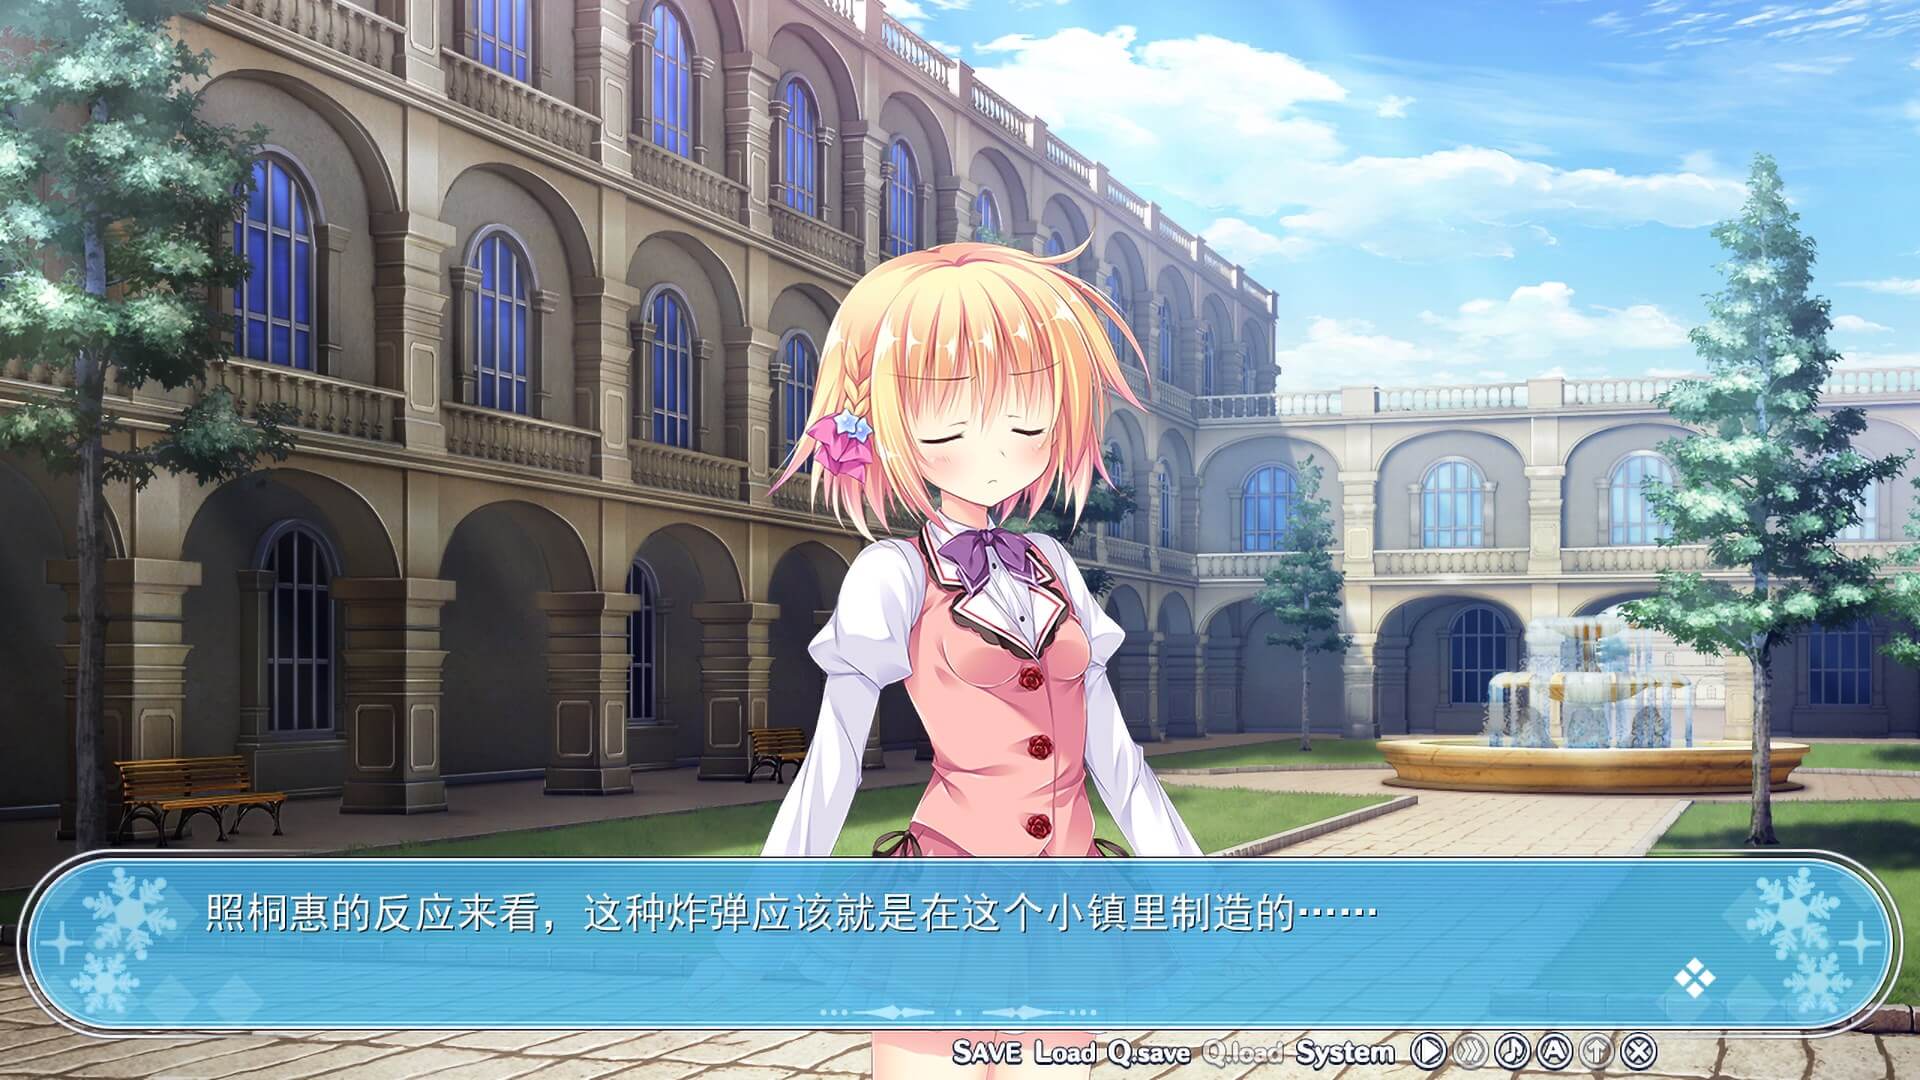 照桐惠的反应来看，这种炸弹应该就是在这个小镇里制造的……
SAVE Load Q.save Q.load System